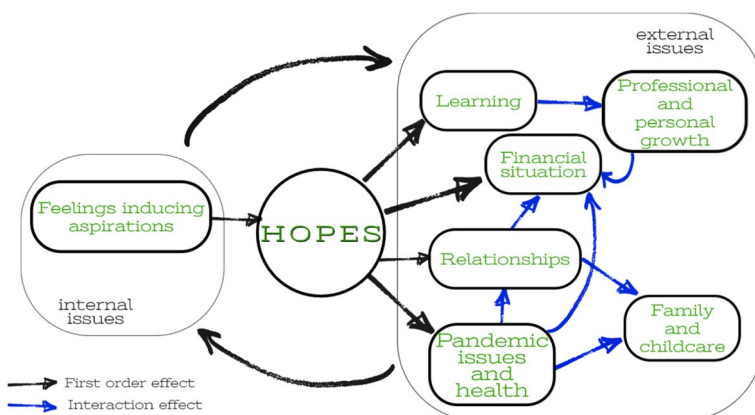 external
issues
Learning
Professional
and
personal
growth
Financial
situation
Feelings inducing
aspirations
HOPES
Relationships
internal
issues
Pandemic
issues
and
health
Family
and
childcare
First order effect
Interaction effect